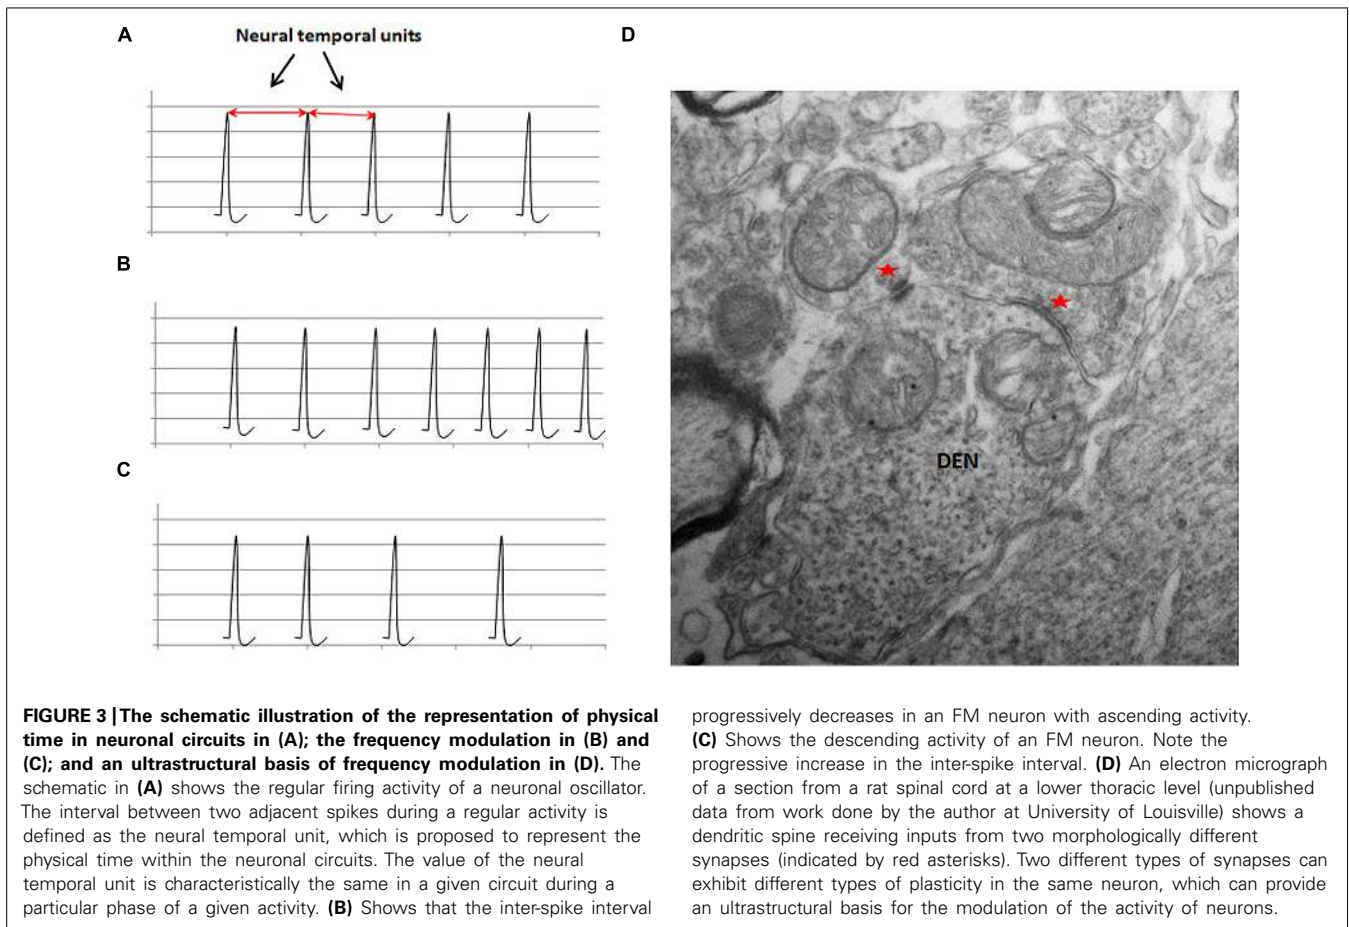 A
Neural temporal units
B
C
D
DEN
FIGURE 3 | The schematic illustration of the representation of physical
time in neuronal circuits in (A); the frequency modulation in (B) and
(C); and an ultrastructural basis of frequency modulation in (D). The
schematic in (A) shows the regular firing activity of a neuronal oscillator.
The interval between two adjacent spikes during a regular activity is
defined as the neural temporal unit, which is proposed to represent the
physical time within the neuronal circuits. The value of the neural
temporal unit is characteristically the same in a given circuit during a
particular phase of a given activity. (B) Shows that the inter-spike interval
progressively decreases in an FM neuron with ascending activity.
(C) Shows the descending activity of an FM neuron. Note the
progressive increase in the inter-spike interval. (D) An electron micrograph
of a section from a rat spinal cord at a lower thoracic level (unpublished
data from work done by the author at University of Louisville) shows a
dendritic spine receiving inputs from two morphologically different
synapses (indicated by red asterisks). Two different types of synapses can
exhibit different types of plasticity in the same neuron, which can provide
an ultrastructural basis for the modulation of the activity of neurons.